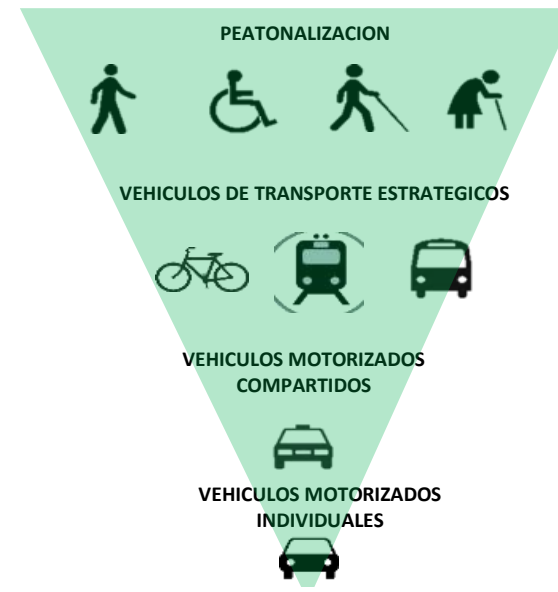 PEATONALIZACION
VEHICULOS DE TRANSPORTE ESTRATEGICOS
VEHICULOS MOTORIZADOS
COMPARTIDOS
VEHICULOS MOTORIZADOS
INDIVIDUALES